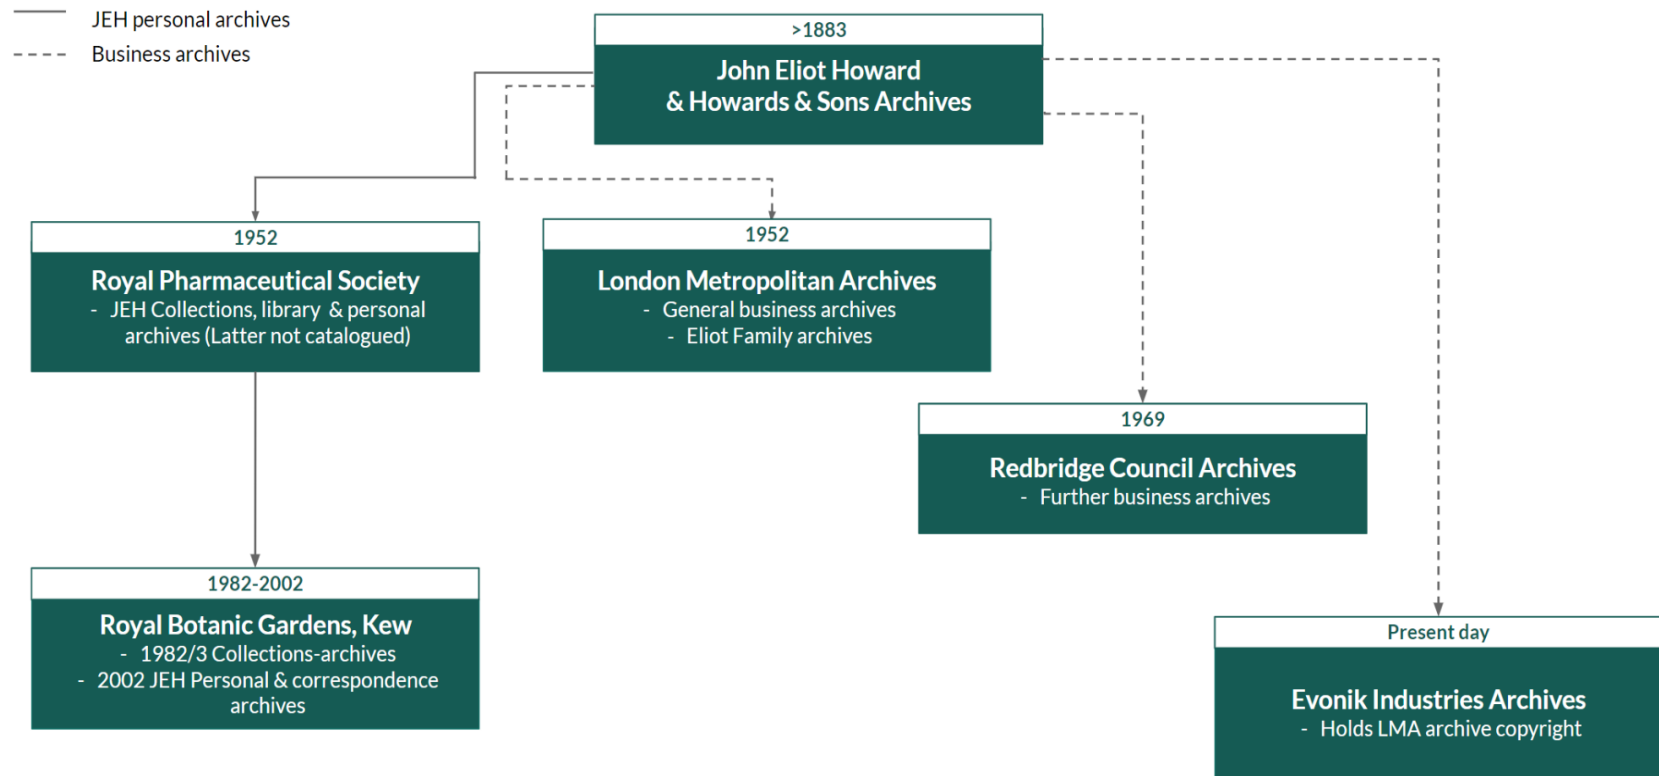 JEH personal archives
Business archives
>1883
John Eliot Howard
& Howards & Sons Archives
1952
Royal Pharmaceutical Society
- JEH Collections, library & personal
archives (Latter not catalogued)
1952
London Metropolitan Archives
- General business archives
- Eliot Family archives
1969
Redbridge Council Archives
- Further business archives
1982-2002
Royal Botanic Gardens, Kew
- 1982/3 Collections-archives
- 2002 JEH Personal & correspondence
archives
Present day
Evonik Industries Archives
- Holds LMA archive copyright